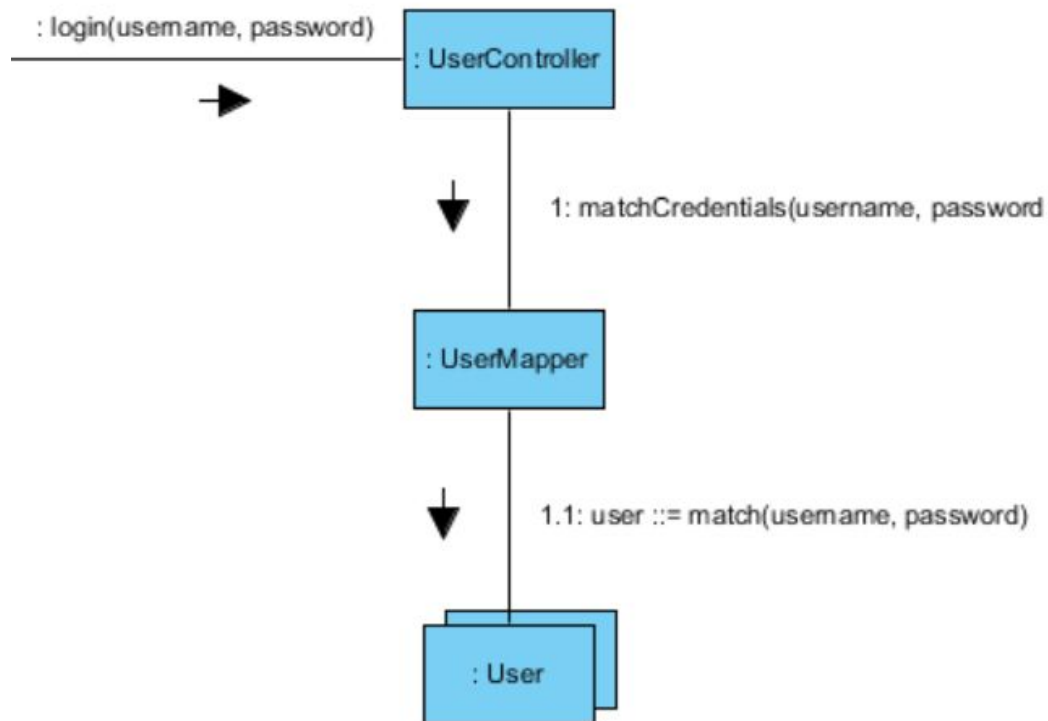 : login(username, password)
: UserController
1: matchCredentials(username, password
: UserMapper
1.1: user ::= match(username, password)
: User